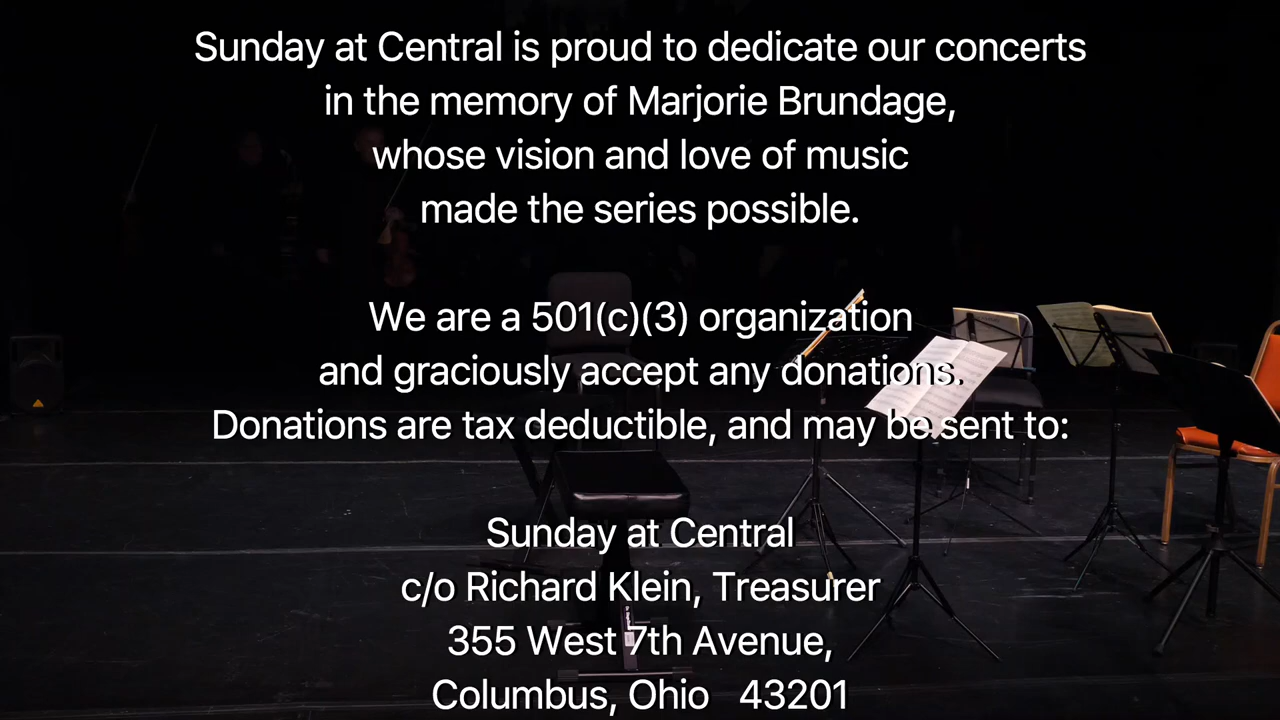 Sunday at Central is proud to dedicate our concerts
in the memory of Marjorie Brundage,
whose vision and love of music
made the series possible.
We are a 501(c)(3) organization
and graciously accept any donations.
Donations are tax deductible, and may be sent to:
Sunday at Central
c/o Richard Klein, Treasurer
355 West 7th Avenue,
Columbus, Ohio 43201